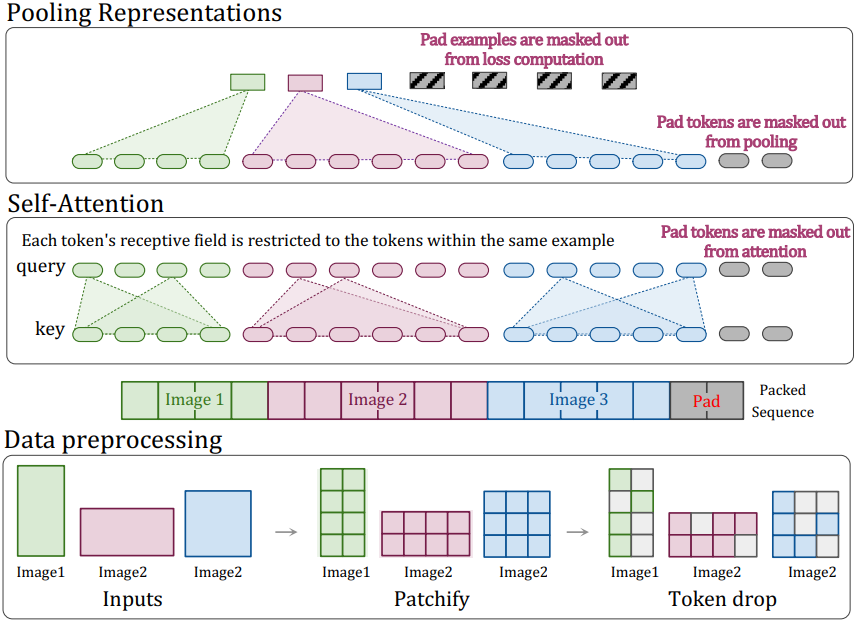 Pooling Representations
Pad examples are masked out
from loss computation
Pad tokens are masked out
from pooling
Self-Attention
Each token's receptive field is restricted to the tokens within the same example
Pad tokens are masked out
from attention
query
key
Image 1
Image 2
Image 3
Pad
Packed
Sequence
Data preprocessing
Image1
Image2
Image2
Image1
Image2
Image2
Image1
Image2
Image2
Inputs
Patchify
Token drop